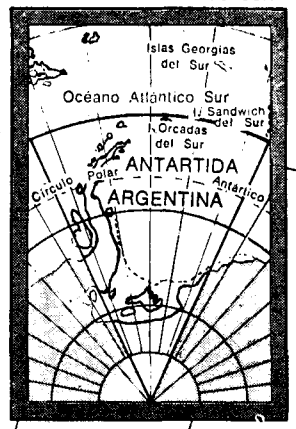 Islas Georgias
del Sur
Océano Atlántico Sur
Sandwich
del Sur
Orcadas
del Sur
ANTARTIDA
Círculo Polar Antártico
ARGENTINA